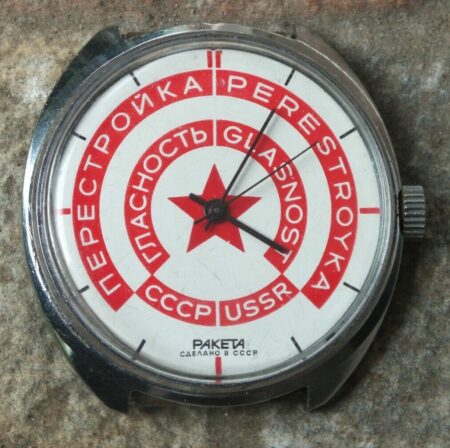 ПЕРЕСТРОЙКА
PERESTROYKA
ГЛАСНОСТЬ
GLASNOST
СССР
USSR
РАКЕТА
СДЕЛАНО В СССР